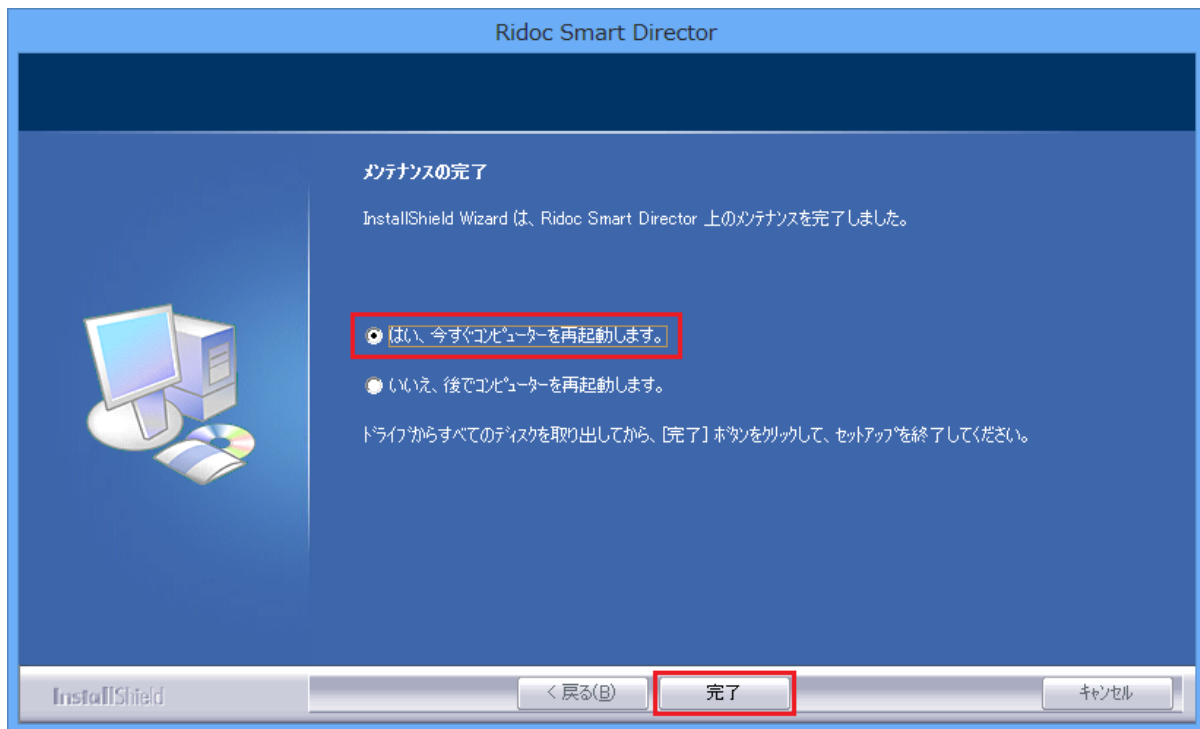 Ridoc Smart Director
メンテナンスの完了
InstallShield Wizard は、Ridoc Smart Director 上のメンテナンスを完了しました。
はい、今すぐコンピューターを再起動します。
いいえ、後でコンピューターを再起動します。
ドライブからすべてのディスクを取り出してから、[完了] ボタンをクリックして、セットアップを終了してください。
InstallShield
< 戻る(B)
完了
キャンセル